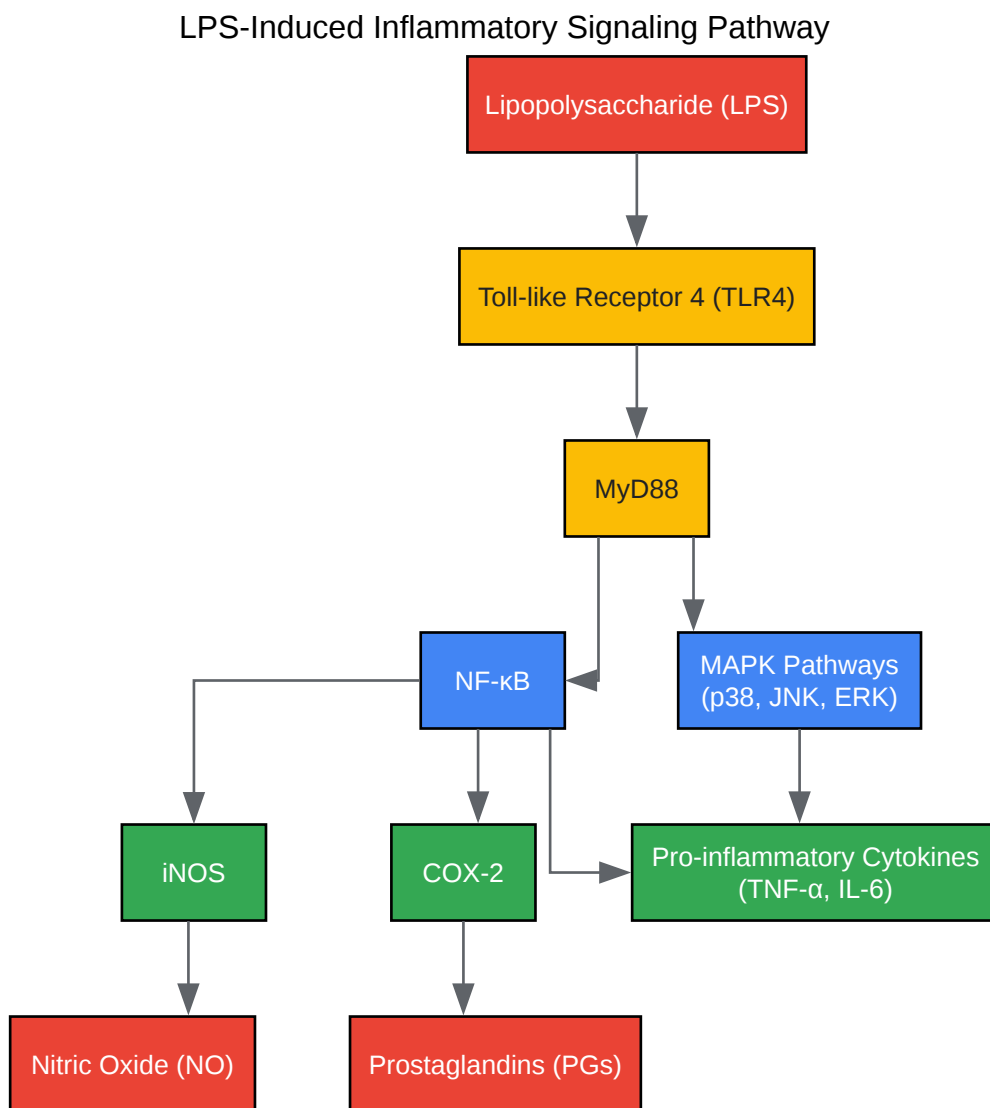 LPS-Induced Inflammatory Signaling Pathway
Lipopolysaccharide (LPS)
Toll-like Receptor 4 (TLR4)
MyD88
NF-κB
MAPK Pathways
(p38, JNK, ERK)
iNOS
COX-2
Pro-inflammatory Cytokines
(TNF-α, IL-6)
Nitric Oxide (NO)
Prostaglandins (PGs)